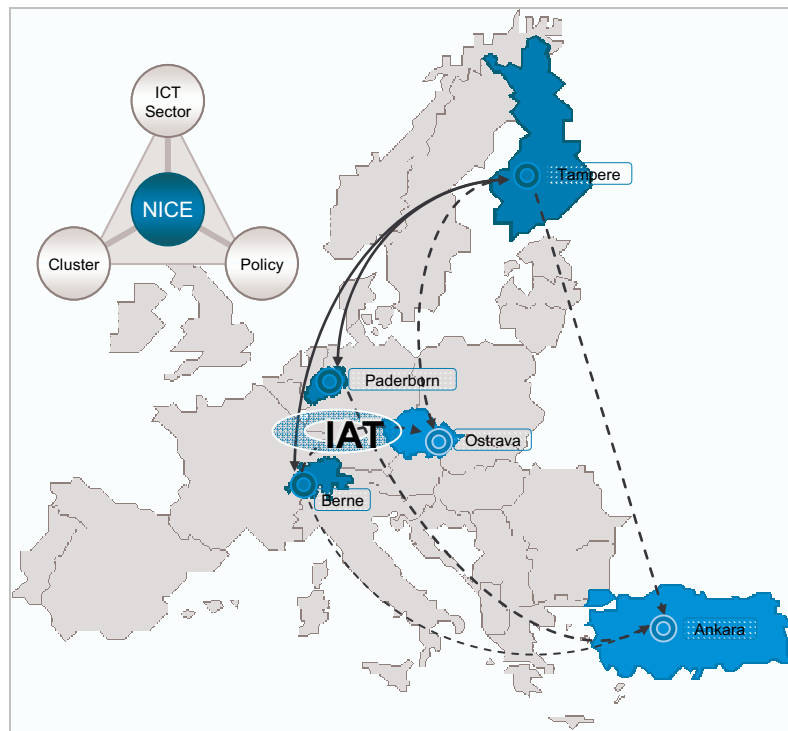 ICT
Sector
NICE
Cluster
Policy
Tampere
Paderborn
IAT
Ostrava
Berne
Ankara